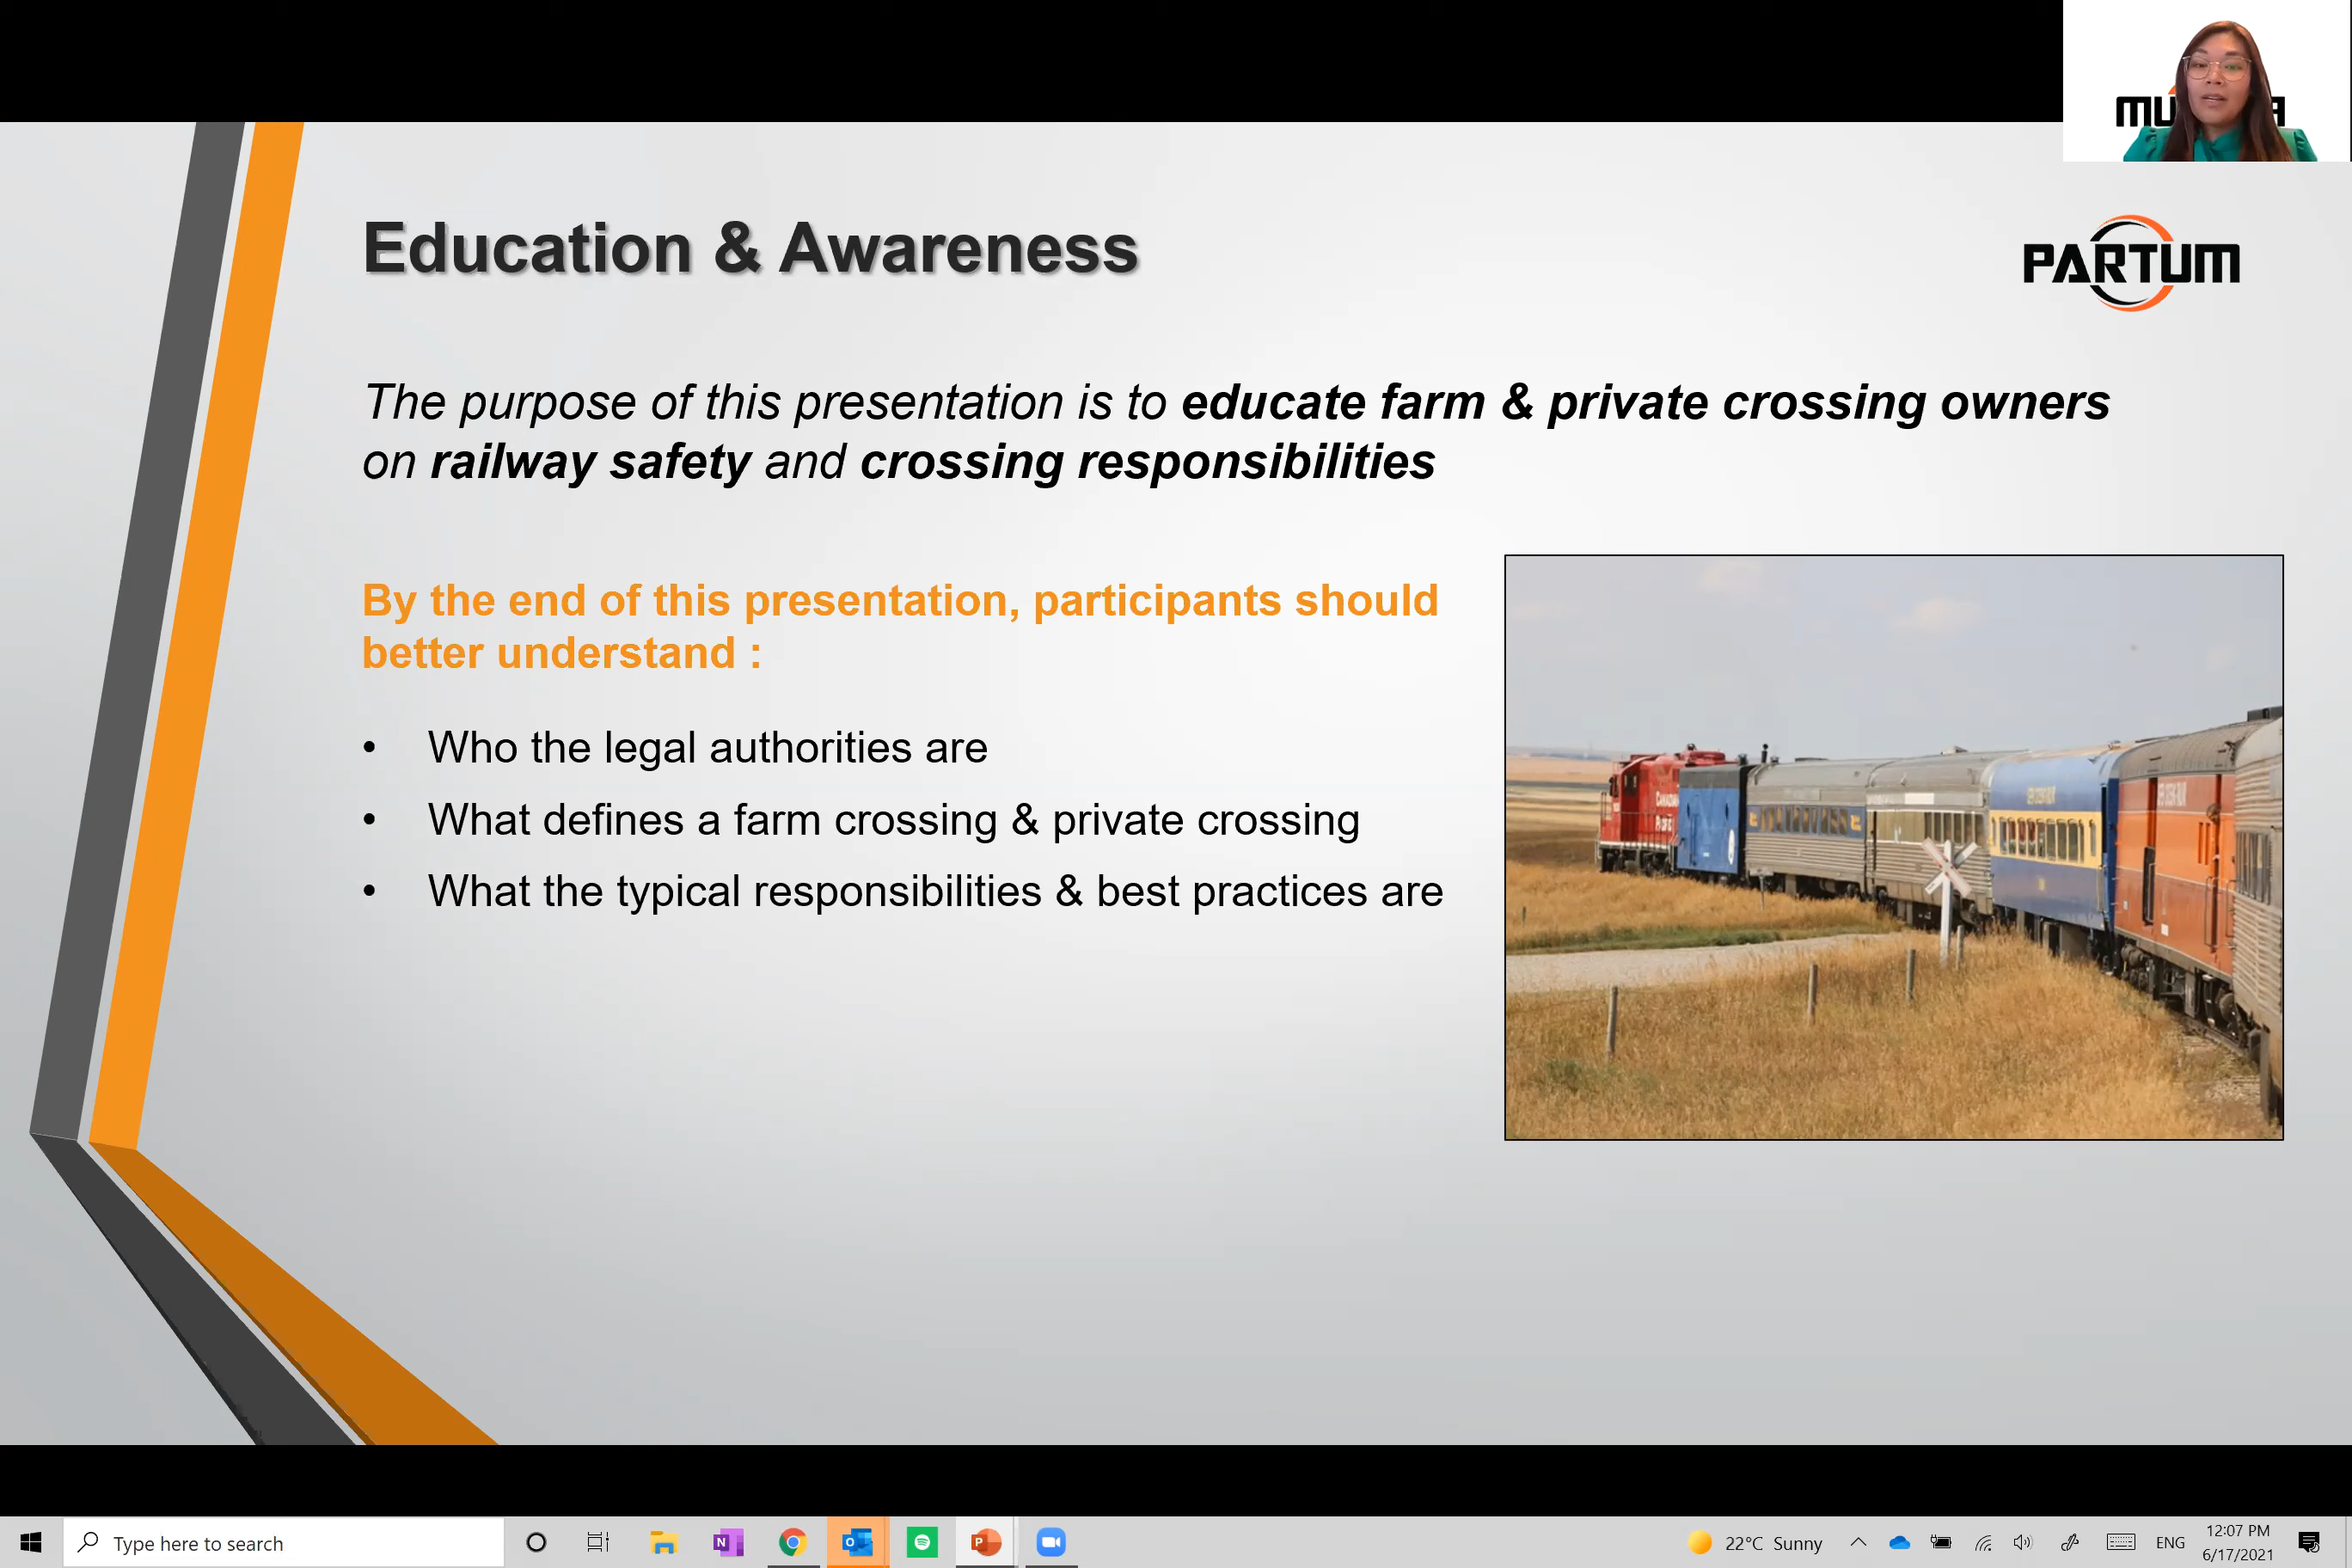 Education & Awareness
PARTUM
The purpose of this presentation is to educate farm & private crossing owners
on railway safety and crossing responsibilities
By the end of this presentation, participants should
better understand :
• Who the legal authorities are
• What defines a farm crossing & private crossing
• What the typical responsibilities & best practices are
Type here to search
22°C Sunny
ENG
12:07 PM
6/17/2021